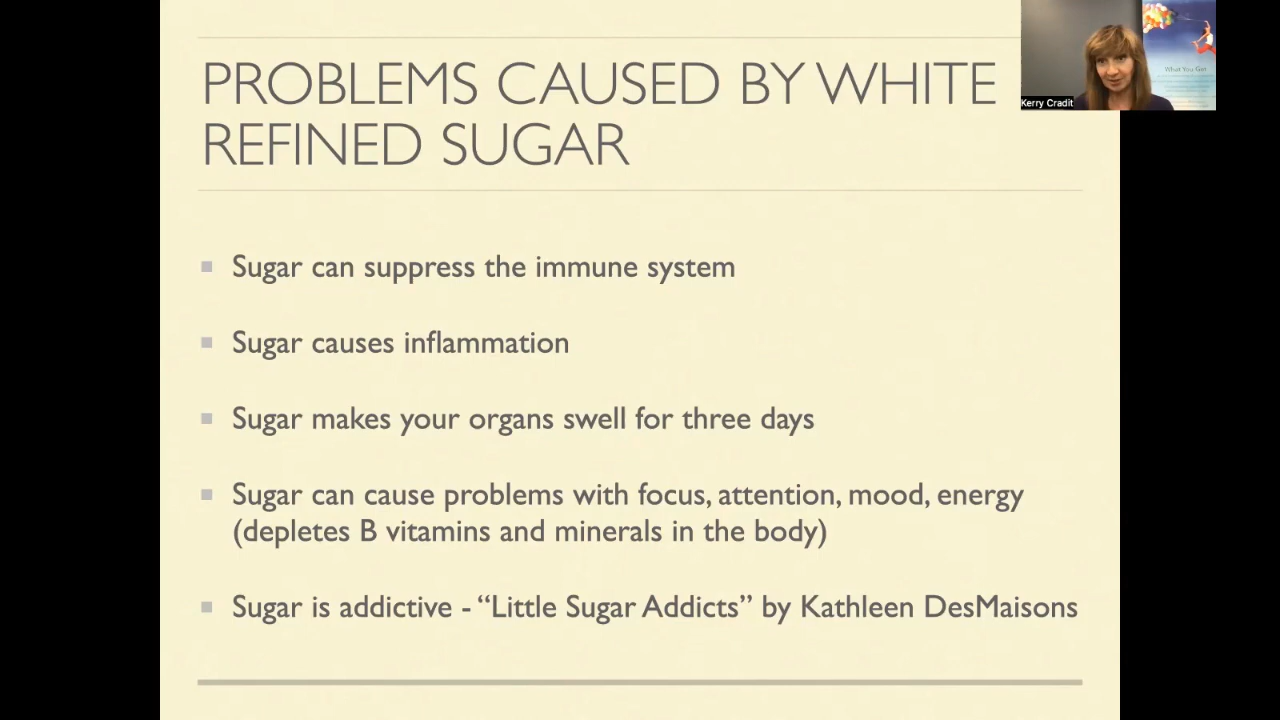 PROBLEMS CAUSED BY WHITE
REFINED SUGAR
Kerry Cradit
What You Get
Sugar can suppress the immune system
Sugar causes inflammation
Sugar makes your organs swell for three days
Sugar can cause problems with focus, attention, mood, energy
(depletes B vitamins and minerals in the body)
Sugar is addictive - “Little Sugar Addicts” by Kathleen DesMaisons